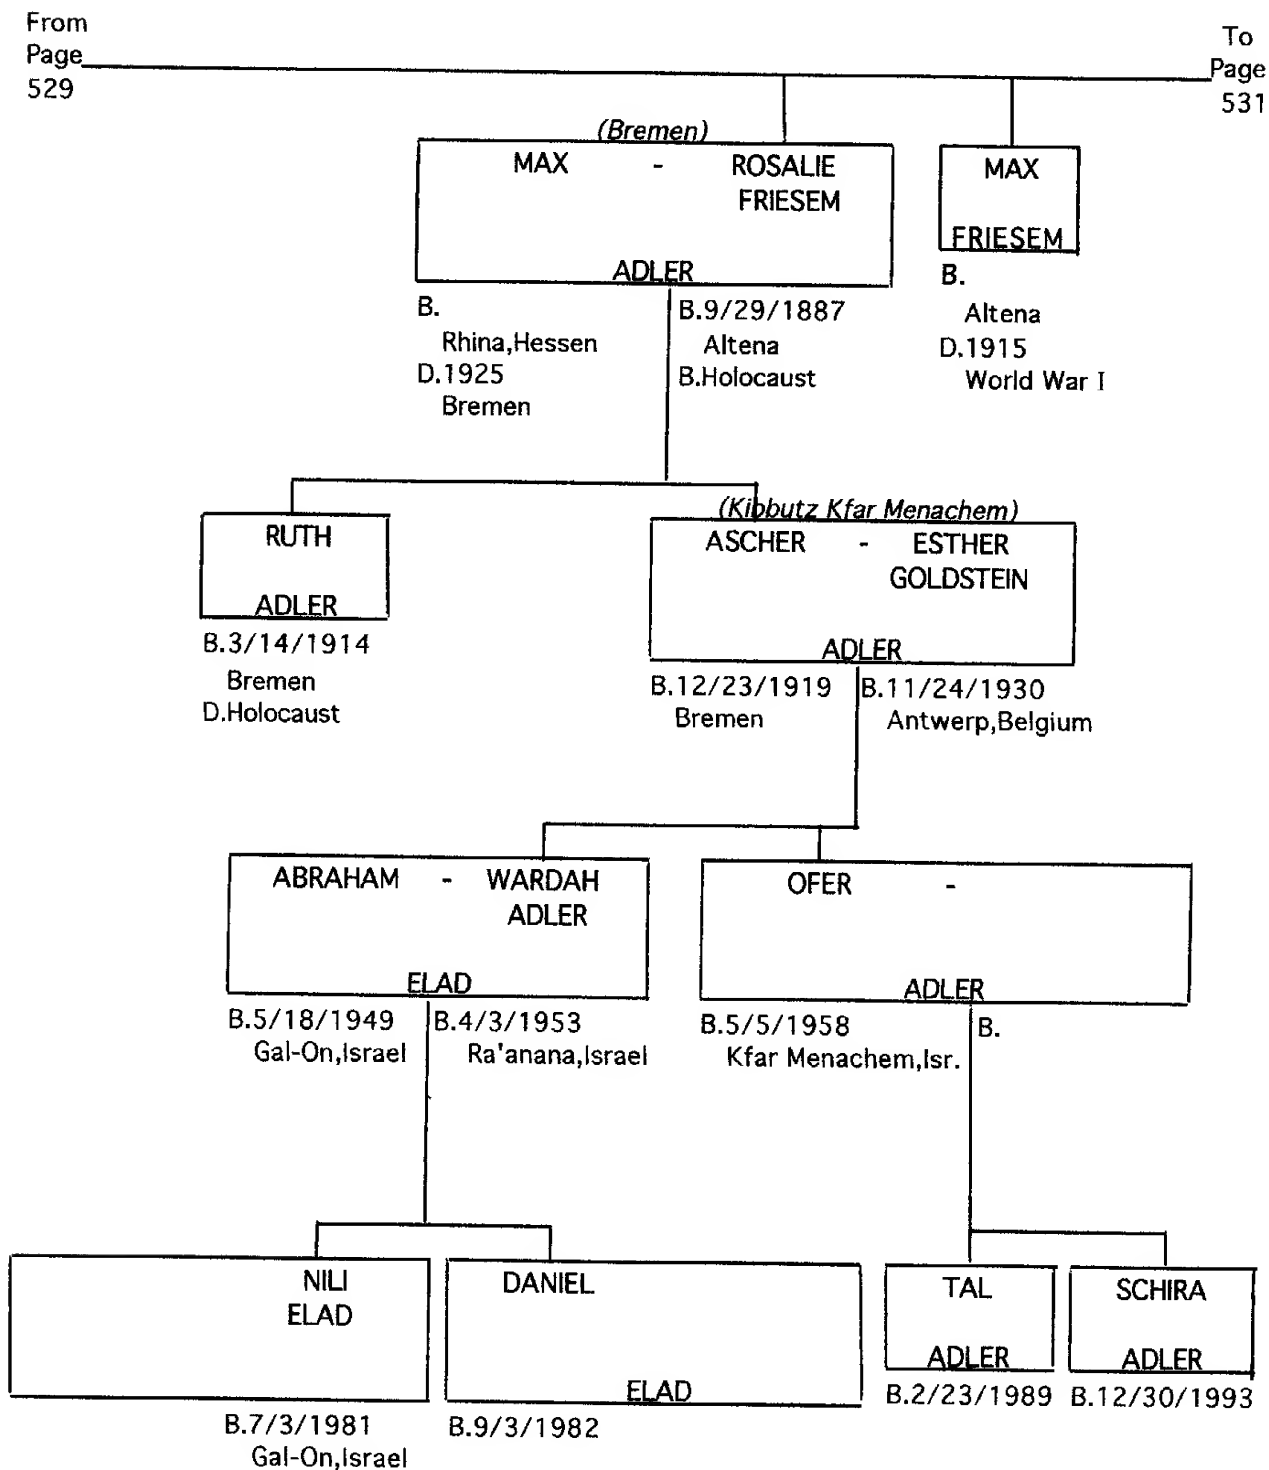 From
Page
529
To
Page
531
(Bremen)
MAX - ROSALIE
FRIESEM
ADLER
B.
Rhina,Hessen
D.1925
Bremen
B.9/29/1887
Altena
B.Holocaust
MAX
FRIESEM
B.
Altena
D.1915
World War I
RUTH
ADLER
B.3/14/1914
Bremen
D.Holocaust
(Kibbutz Kfar Menachem)
ASCHER - ESTHER
GOLDSTEIN
ADLER
B.12/23/1919
Bremen
B.11/24/1930
Antwerp,Belgium
ABRAHAM - WARDAH
ADLER
ELAD
B.5/18/1949
Gal-On,Israel
B.4/3/1953
Ra'anana,Israel
OFER -
ADLER
B.5/5/1958
Kfar Menachem,Isr.
B.
NILI
ELAD
B.7/3/1981
Gal-On,Israel
DANIEL
ELAD
B.9/3/1982
TAL
ADLER
B.2/23/1989
SCHIRA
ADLER
B.12/30/1993